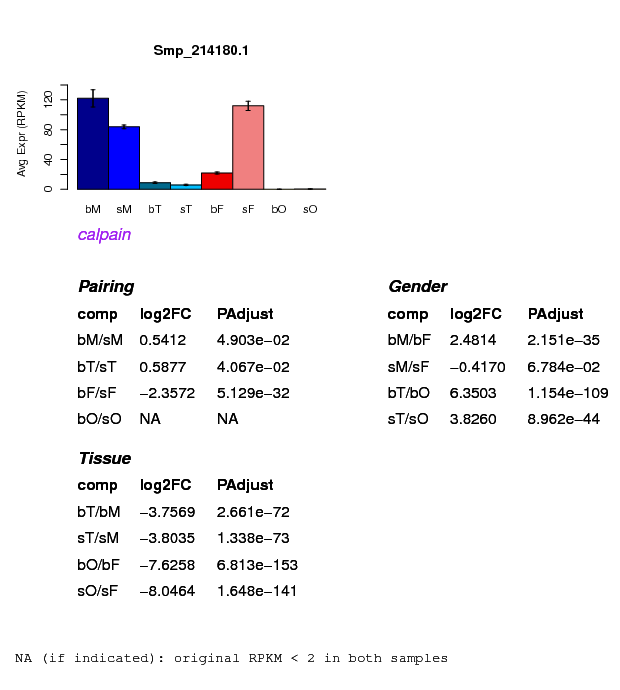 Smp_214180.1
Avg Expr (RPKM)
0 40 80 120
bM sM bT sT bF sF bO sO
calpain
Pairing
comp log2FC PAdjust
bM/sM 0.5412 4.903e−02
bT/sT 0.5877 4.067e−02
bF/sF −2.3572 5.129e−32
bO/sO NA NA
Gender
comp log2FC PAdjust
bM/bF 2.4814 2.151e−35
sM/sF −0.4170 6.784e−02
bT/bO 6.3503 1.154e−109
sT/sO 3.8260 8.962e−44
Tissue
comp log2FC PAdjust
bT/bM −3.7569 2.661e−72
sT/sM −3.8035 1.338e−73
bO/bF −7.6258 6.813e−153
sO/sF −8.0464 1.648e−141
NA (if indicated): original RPKM < 2 in both samples